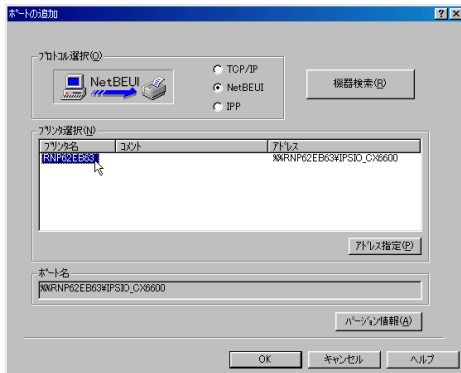 ポートの追加
プロトコル選択(O)
NetBEUI
TCP/IP
NetBEUI
IPP
機器検索(R)
プリンタ選択(N)
プリンタ名 コメント アドレス
RNP62EB63 %%RNP62EB63¥IPSIO_CX6600
アドレス指定(P)
ポート名
%%RNP62EB63¥IPSIO_CX6600
バージョン情報(A)
OK キャンセル ヘルプ